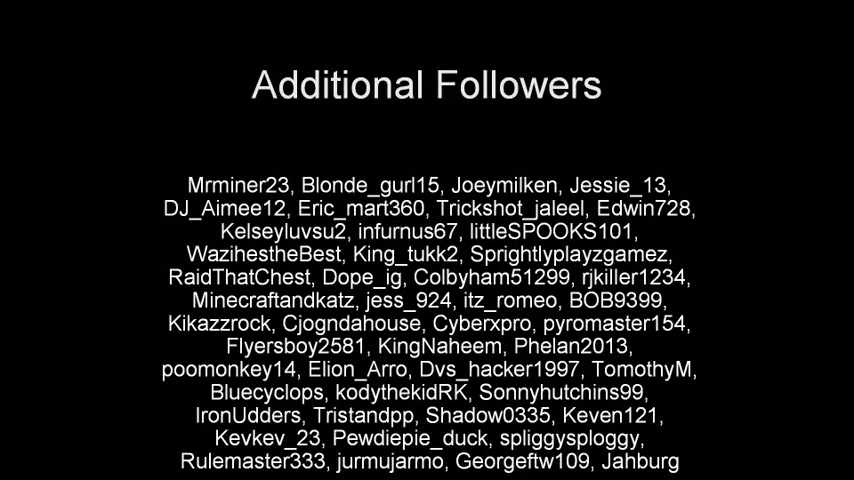 Additional Followers
Mrminer23, Blonde_gurl15, Joeymilken, Jessie_13,
DJ_Aimee12, Eric_mart360, Trickshot_jaleel, Edwin728,
Kelseyluvsu2, infurnus67, littleSPOOKS101,
WazihestheBest, King_tukk2, Sprightlyplayzgamez,
RaidThatChest, Dope_ig, Colbyham51299, rjkiller1234,
Minecraftandkatz, jess_924, itz_romeo, BOB9399,
Kikazzrock, Cjogndahouse, Cyberxpro, pyromaster154,
Flyersboy2581, KingNaheem, Phelan2013,
poomonkey14, Elion_Arro, Dvs_hacker1997, TomothyM,
Bluecyclops, kodythekidRK, Sonnyhutchins99,
IronUdders, Tristandpp, Shadow0335, Keven121,
Kevkev_23, Pewdiepie_duck, spliggysploggy,
Rulemaster333, jurmujarmo, Georgeftw109, Jahburg